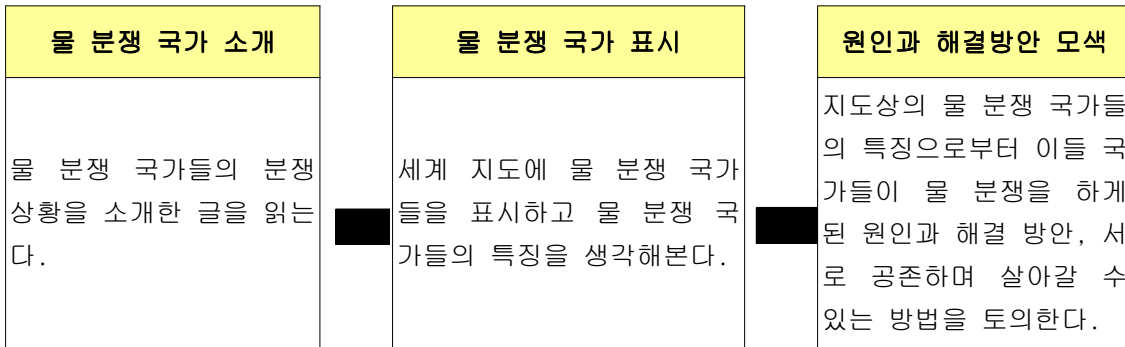 물 분쟁 국가 소개
물 분쟁 국가들의 분쟁
상황을 소개한 글을 읽는
다.
물 분쟁 국가 표시
세계 지도에 물 분쟁 국가
들을 표시하고 물 분쟁 국
가들의 특징을 생각해본다.
원인과 해결방안 모색
지도상의 물 분쟁 국가들
의 특징으로부터 이들 국
가들이 물 분쟁을 하게
된 원인과 해결 방안, 서
로 공존하며 살아갈 수
있는 방법을 토의한다.